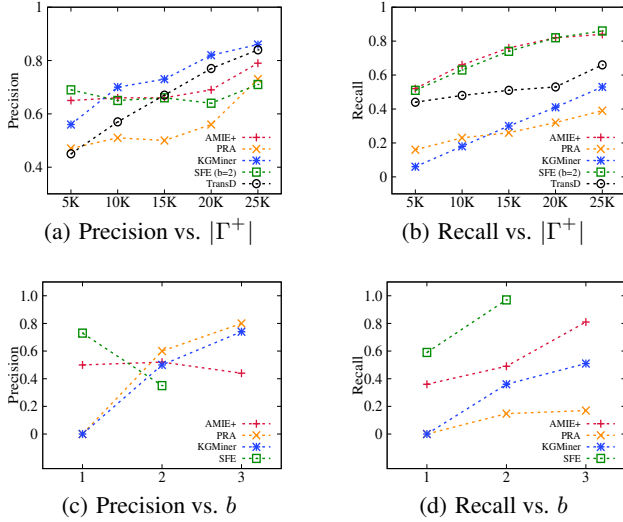 Precision
1
0.8
0.6
0.4
AMIE+
PRA
KGMiner
SFE (b=2)
TransD
5K 10K 15K 20K 25K
(a) Precision vs. |Γ⁺|
Recall
1
0.8
0.6
0.4
0.2
0
AMIE+
PRA
KGMiner
SFE (b=2)
TransD
5K 10K 15K 20K 25K
(b) Recall vs. |Γ⁺|
Precision
1.0
0.8
0.6
0.4
0.2
0
AMIE+
PRA
KGMiner
SFE
1 2 3
(c) Precision vs. b
Recall
1.0
0.8
0.6
0.4
0.2
0
AMIE+
PRA
KGMiner
SFE
1 2 3
(d) Recall vs. b